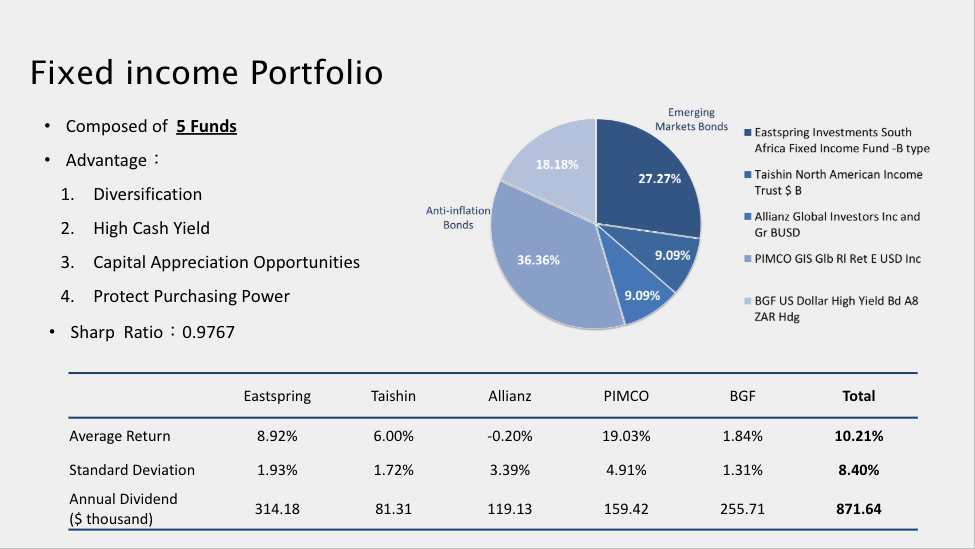 Fixed income Portfolio
• Composed of 5 Funds
• Advantage：
1. Diversification
2. High Cash Yield
3. Capital Appreciation Opportunities
4. Protect Purchasing Power
• Sharp Ratio：0.9767
Emerging
Markets Bonds
Anti-inflation
Bonds
18.18%
27.27%
36.36%
9.09%
9.09%
Eastspring Investments South
Africa Fixed Income Fund -B type
Taishin North American Income
Trust $ B
Allianz Global Investors Inc and
Gr BUSD
PIMCO GIS Glb Rl Ret E USD Inc
BGF US Dollar High Yield Bd A8
ZAR Hdg
Eastspring Taishin Allianz PIMCO BGF Total
Average Return 8.92% 6.00% -0.20% 19.03% 1.84% 10.21%
Standard Deviation 1.93% 1.72% 3.39% 4.91% 1.31% 8.40%
Annual Dividend
($ thousand) 314.18 81.31 119.13 159.42 255.71 871.64